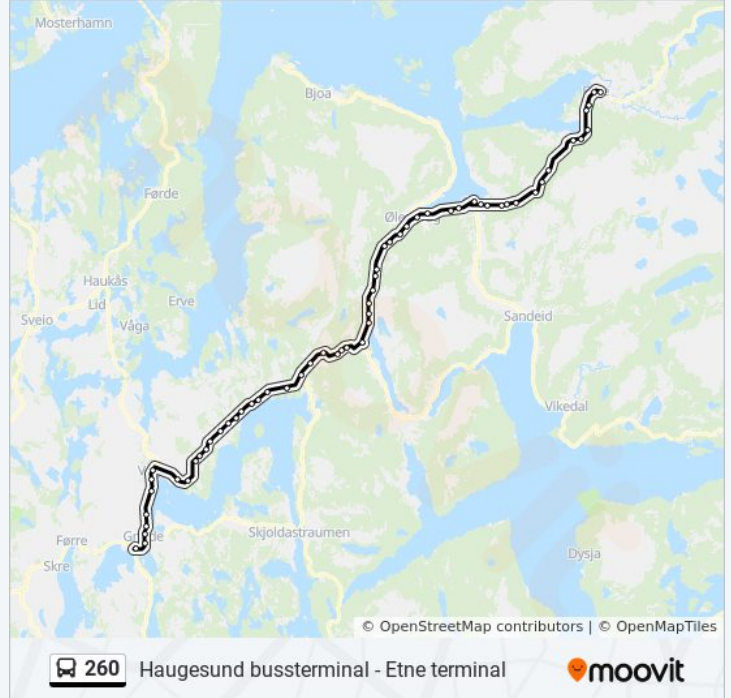 Mosterhamn
Bjoa
Førde
Haukås
Lid
Erve
Sveio
Våga
Sandeid
Vikedal
Skjoldastraumen
Førre
Skre
Dysja
© OpenStreetMap contributors | © OpenMapTiles
260 Haugesund bussterminal - Etne terminal moovit